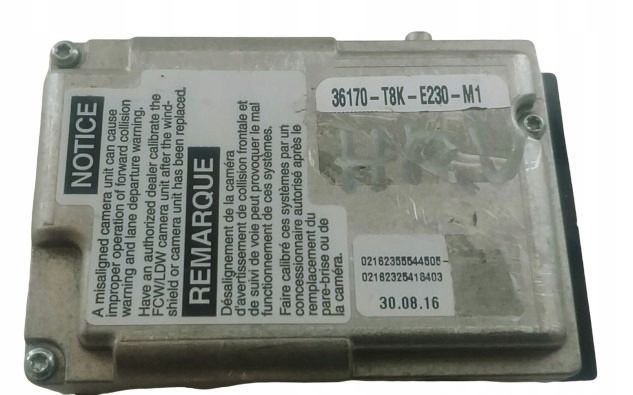 NOTICE
A misaligned camera unit can cause
improper operation of forward collision
warning and lane departure warning.
Have an authorized dealer calibrate the
FCW/LDW camera unit after the wind-
shield or camera unit has been replaced.
REMARQUE
Désalignement de la caméra
d'avertissement de collision frontale et
de suivi de voie peut provoquer le mal
functionnement de ces systèmes.
Faire calibré ces systèmes par un
concessionnaire autorisé après le
remplacement du
pare-brise ou de
la caméra.
36170-T8K-E230-M1
02162355544505-
02162325418403
30.08.16